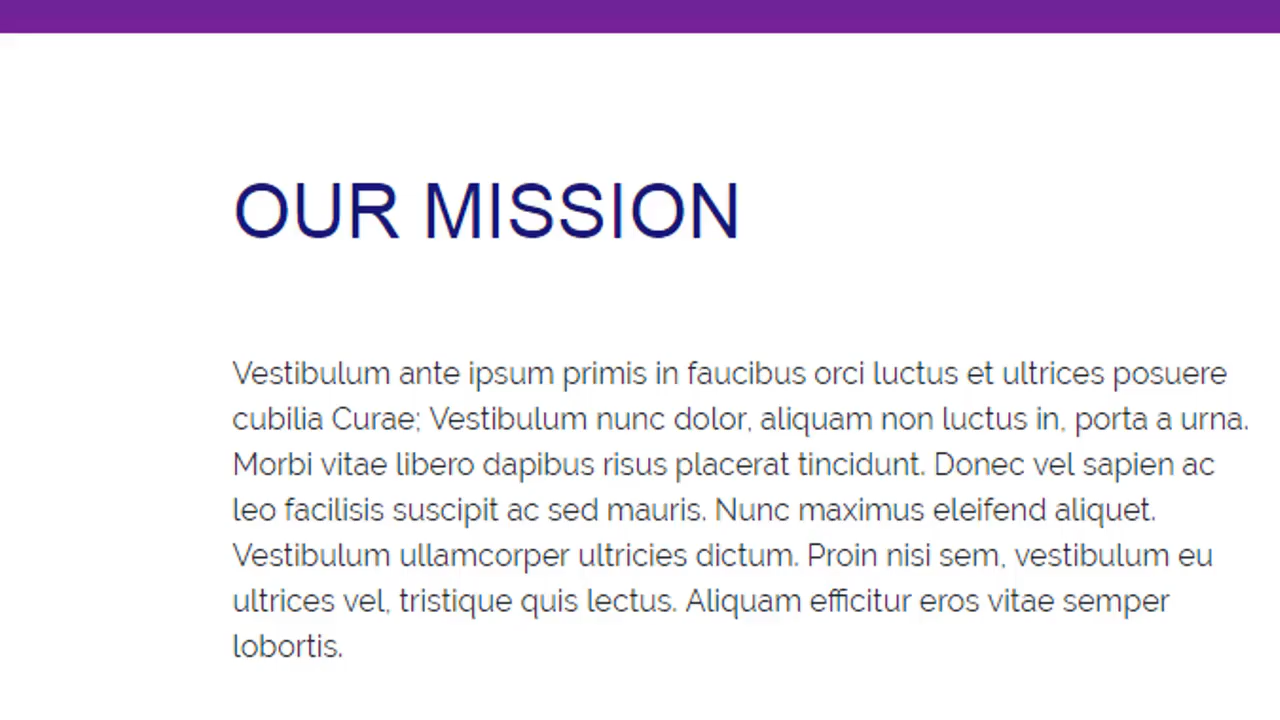 OUR MISSION
Vestibulum ante ipsum primis in faucibus orci luctus et ultrices posuere
cubilia Curae; Vestibulum nunc dolor, aliquam non luctus in, porta a urna.
Morbi vitae libero dapibus risus placerat tincidunt. Donec vel sapien ac
leo facilisis suscipit ac sed mauris. Nunc maximus eleifend aliquet.
Vestibulum ullamcorper ultricies dictum. Proin nisi sem, vestibulum eu
ultrices vel, tristique quis lectus. Aliquam efficitur eros vitae semper
lobortis.